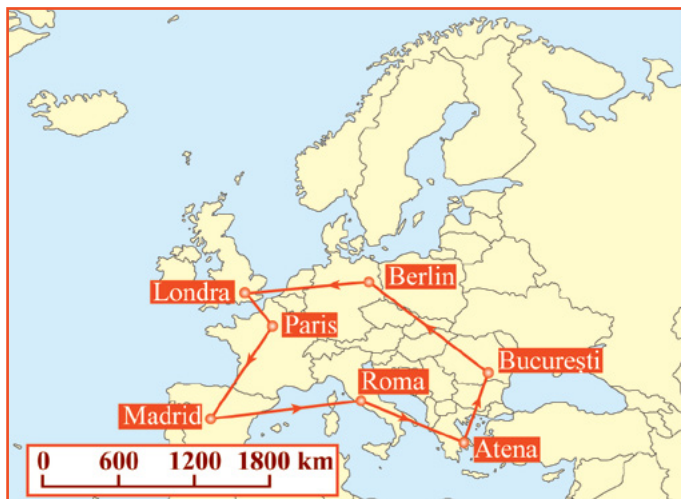 Berlin
Londra
Paris
București
Roma
Madrid
Atena
0 600 1200 1800 km